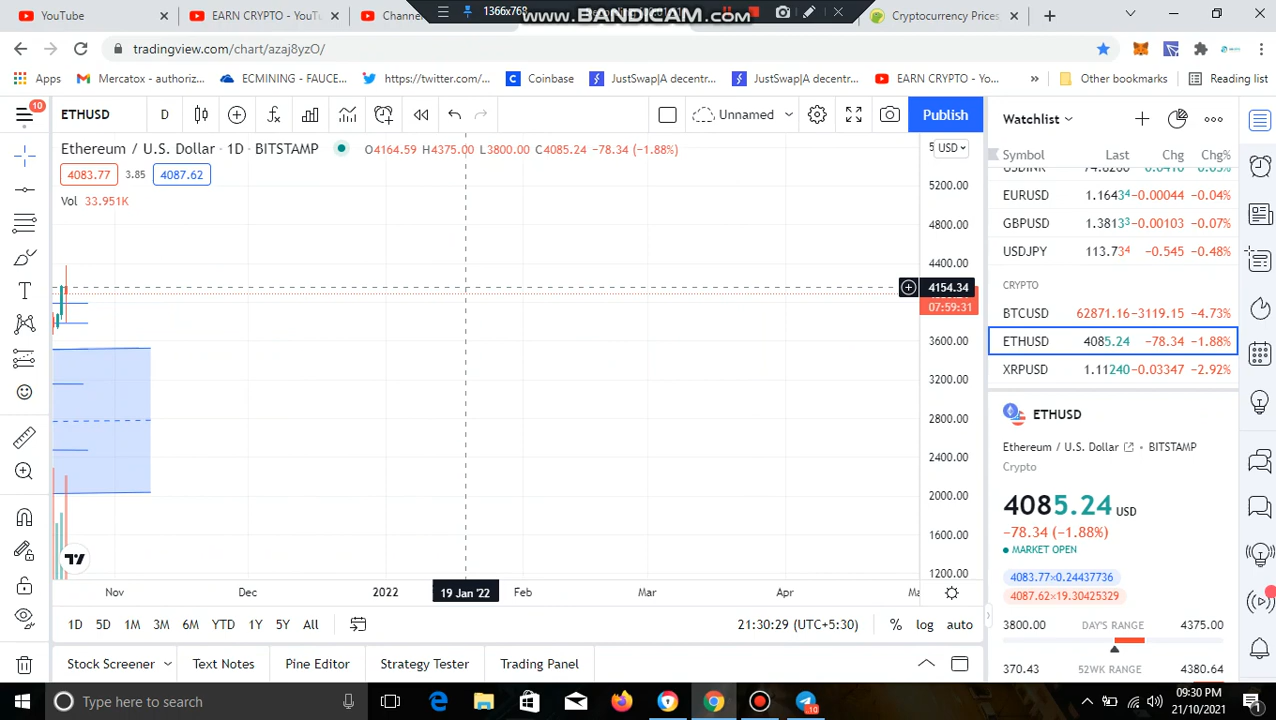 YouTube
EARN CRYPTO - You
Channe
1366x768
www.BANDICAM.com
Cryptocurrency Prices
tradingview.com/chart/azaj8yzO/
Apps
Mercatox - authoriz...
ECMINING - FAUCE...
https://twitter.com/...
Coinbase
JustSwap|A decentr...
JustSwap|A decentr...
EARN CRYPTO - Yo...
Other bookmarks
Reading list
10
ETHUSD
D
Unnamed
Publish
Watchlist
Ethereum / U.S. Dollar · 1D · BITSTAMP
O4164.59 H4375.00 L3800.00 C4085.24 −78.34 (−1.88%)
USD
Symbol Last Chg Chg%
4083.77 3.85 4087.62
Vol 33.951K
EURUSD 1.16434 −0.00044 −0.04%
GBPUSD 1.38133 −0.00103 −0.07%
USDJPY 113.734 −0.545 −0.48%
CRYPTO
BTCUSD 62871.16 −3119.15 −4.73%
ETHUSD 4085.24 −78.34 −1.88%
XRPUSD 1.11240 −0.03347 −2.92%
5200.00
4800.00
4400.00
4154.34
07:59:31
3600.00
3200.00
2800.00
2400.00
2000.00
1600.00
1200.00
ETHUSD
Ethereum / U.S. Dollar • BITSTAMP
Crypto
4085.24 USD
−78.34 (−1.88%)
MARKET OPEN
4083.77×0.24437736
4087.62×19.30425329
3800.00 DAY'S RANGE 4375.00
370.43 52WK RANGE 4380.64
Nov Dec 2022 19 Jan '22 Feb Mar Apr
1D 5D 1M 3M 6M YTD 1Y 5Y All
21:30:29 (UTC+5:30)
% log auto
Stock Screener
Text Notes
Pine Editor
Strategy Tester
Trading Panel
Type here to search
10
09:30 PM
21/10/2021
1